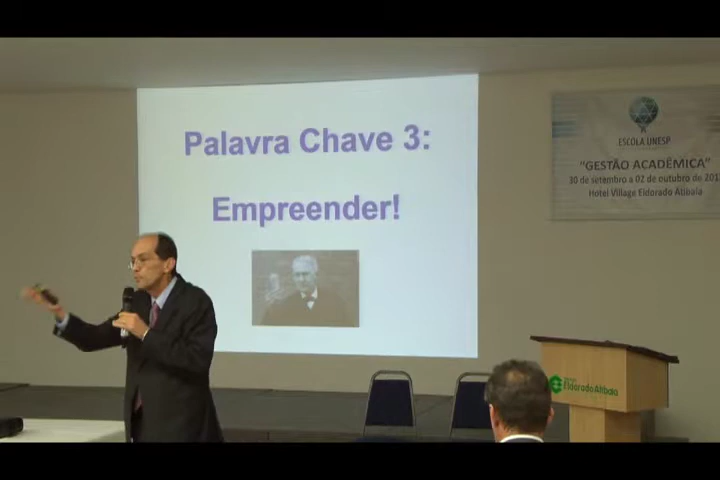 Palavra Chave 3:
Empreender!
ESCOLA UNESP
"GESTÃO ACADÊMICA"
30 de setembro a 02 de outubro de 201
Hotel Village Eldorado Atibaia
Eldorado Atibaia